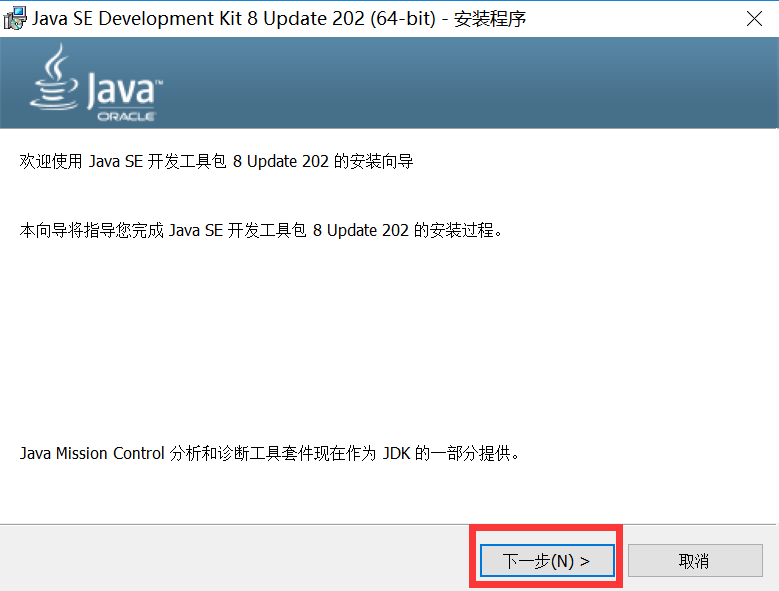 Java SE Development Kit 8 Update 202 (64-bit) - 安装程序
Java™
ORACLE
欢迎使用 Java SE 开发工具包 8 Update 202 的安装向导
本向导将指导您完成 Java SE 开发工具包 8 Update 202 的安装过程。
Java Mission Control 分析和诊断工具套件现在作为 JDK 的一部分提供。
下一步(N) > 取消